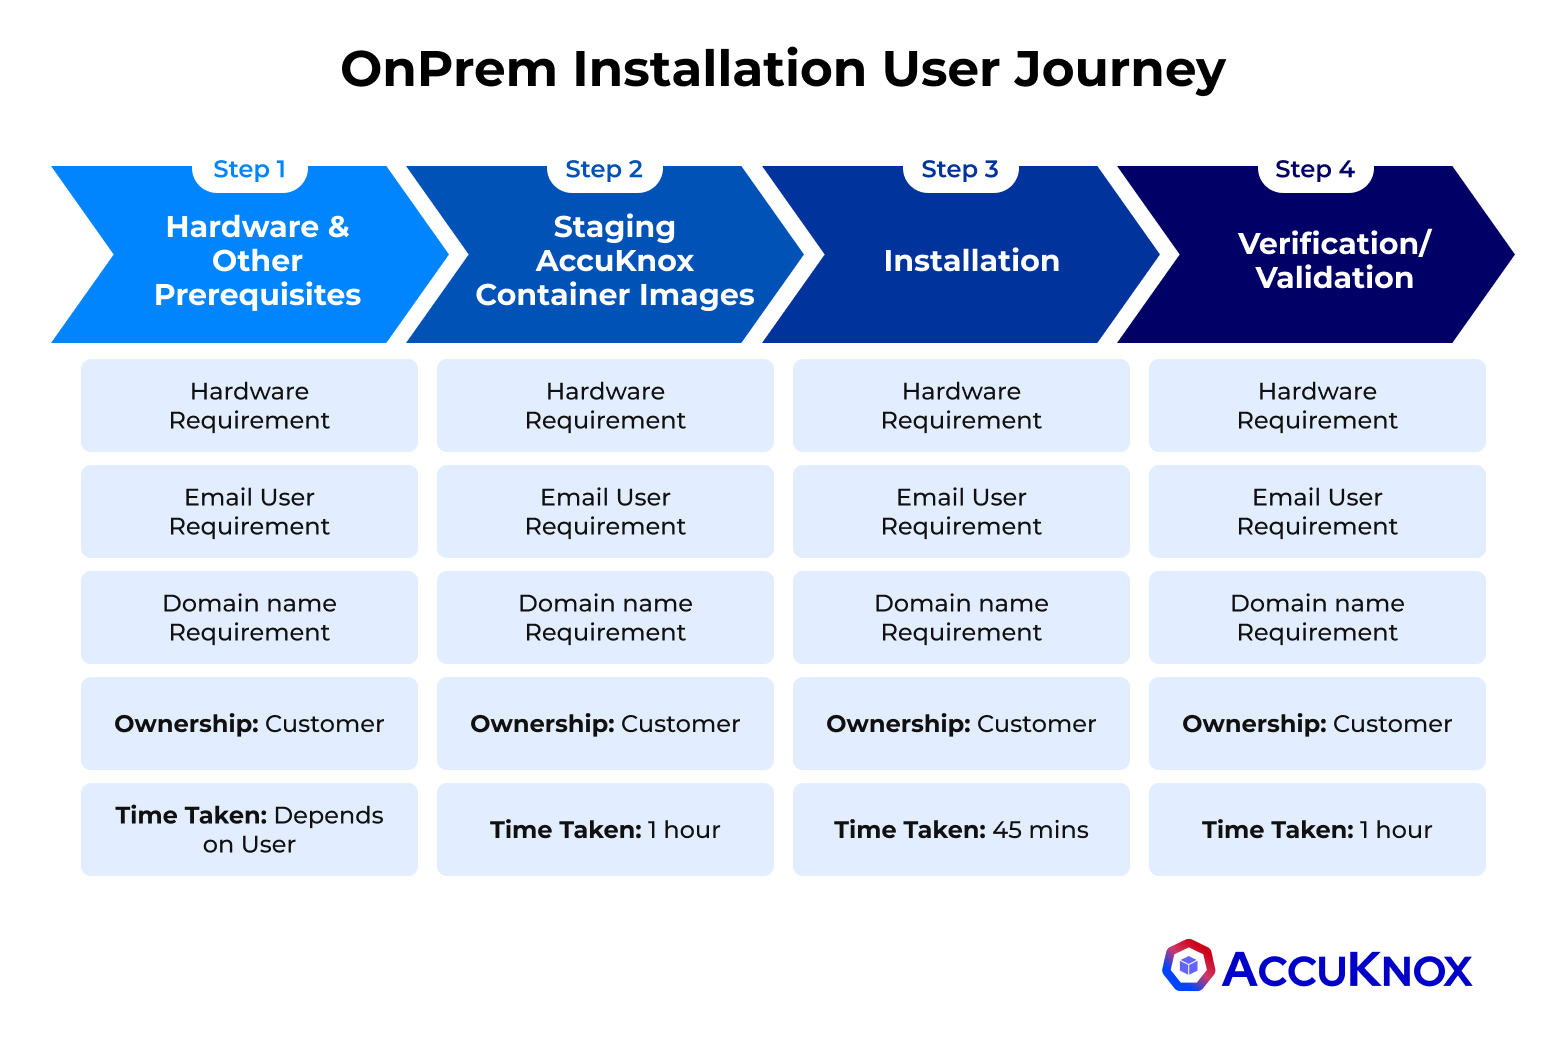 OnPrem Installation User Journey
Step 1
Hardware &
Other
Prerequisites
Step 2
Staging
AccuKnox
Container Images
Step 3
Installation
Step 4
Verification/
Validation
Hardware
Requirement
Hardware
Requirement
Hardware
Requirement
Hardware
Requirement
Email User
Requirement
Email User
Requirement
Email User
Requirement
Email User
Requirement
Domain name
Requirement
Domain name
Requirement
Domain name
Requirement
Domain name
Requirement
Ownership: Customer
Ownership: Customer
Ownership: Customer
Ownership: Customer
Time Taken: Depends
on User
Time Taken: 1 hour
Time Taken: 45 mins
Time Taken: 1 hour
ACCUKNOX